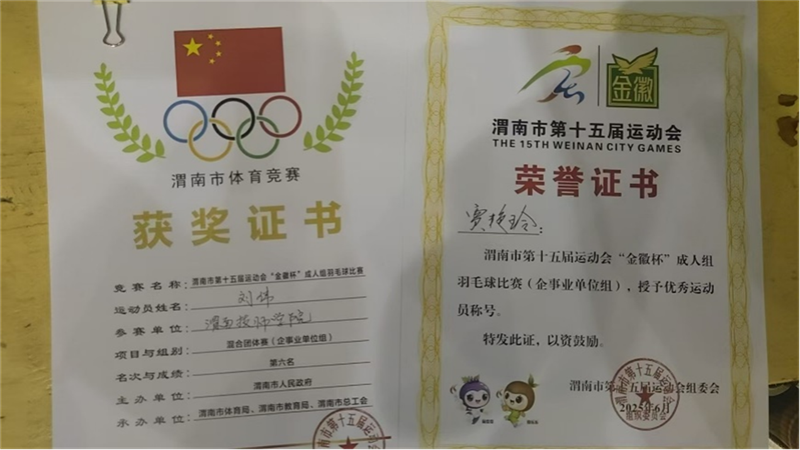 渭南市体育竞赛
获奖证书
竞赛名称：渭南市第十五届运动会“金徽杯”成人组羽毛球比赛
运动员姓名：刘伟
参赛单位：渭南技师学院
项目与组别：混合团体赛（企事业单位组）
名次与成绩：第六名
主办单位：渭南市人民政府
承办单位：渭南市体育局、渭南市教育局、渭南市总工会
金徽
渭南市第十五届运动会
THE 15TH WEINAN CITY GAMES
荣誉证书
贾艳玲：
渭南市第十五届运动会“金徽杯”成人组
羽毛球比赛（企事业单位组），授予优秀运动
员称号。
特发此证，以资鼓励。
渭南市第十五届运动会组委会
2025年6月